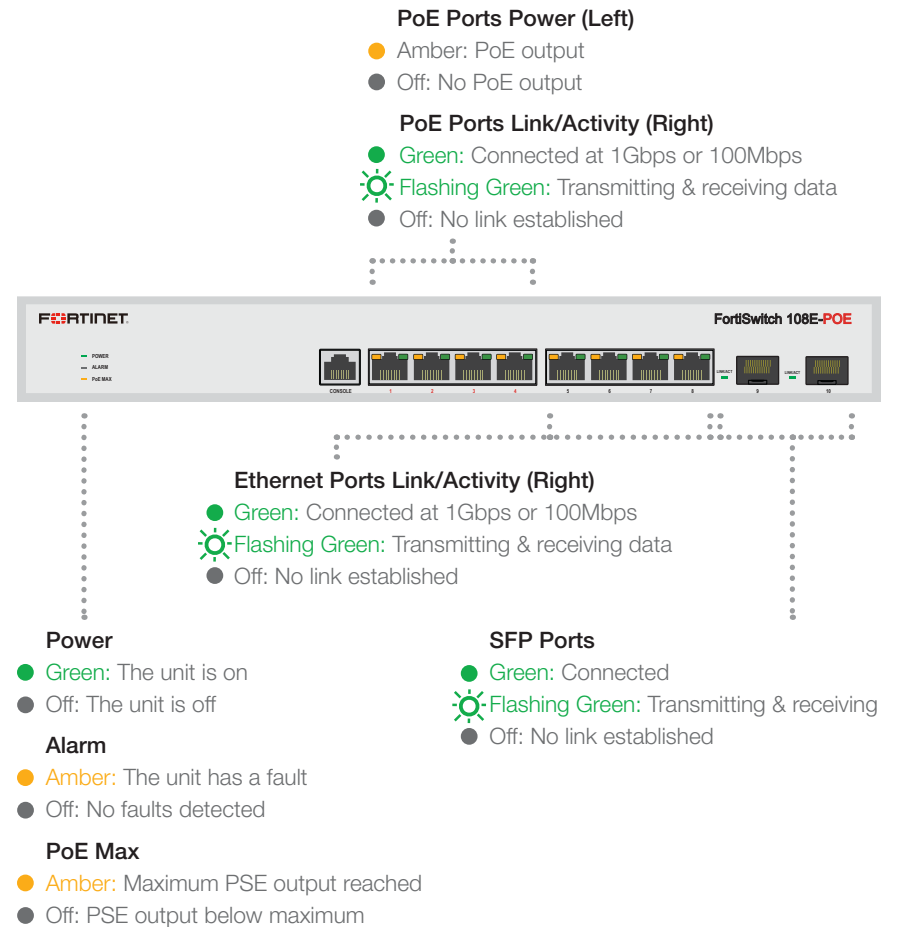 PoE Ports Power (Left)
Amber: PoE output
Off: No PoE output
PoE Ports Link/Activity (Right)
Green: Connected at 1Gbps or 100Mbps
Flashing Green: Transmitting & receiving data
Off: No link established
FORTINET
FortiSwitch 108E-POE
POWER
ALARM
PoE MAX
CONSOLE
1 2 3 4 5 6 7 8
LINK/ACT 9 LINK/ACT 10
Ethernet Ports Link/Activity (Right)
Green: Connected at 1Gbps or 100Mbps
Flashing Green: Transmitting & receiving data
Off: No link established
Power
Green: The unit is on
Off: The unit is off
Alarm
Amber: The unit has a fault
Off: No faults detected
PoE Max
Amber: Maximum PSE output reached
Off: PSE output below maximum
SFP Ports
Green: Connected
Flashing Green: Transmitting & receiving
Off: No link established